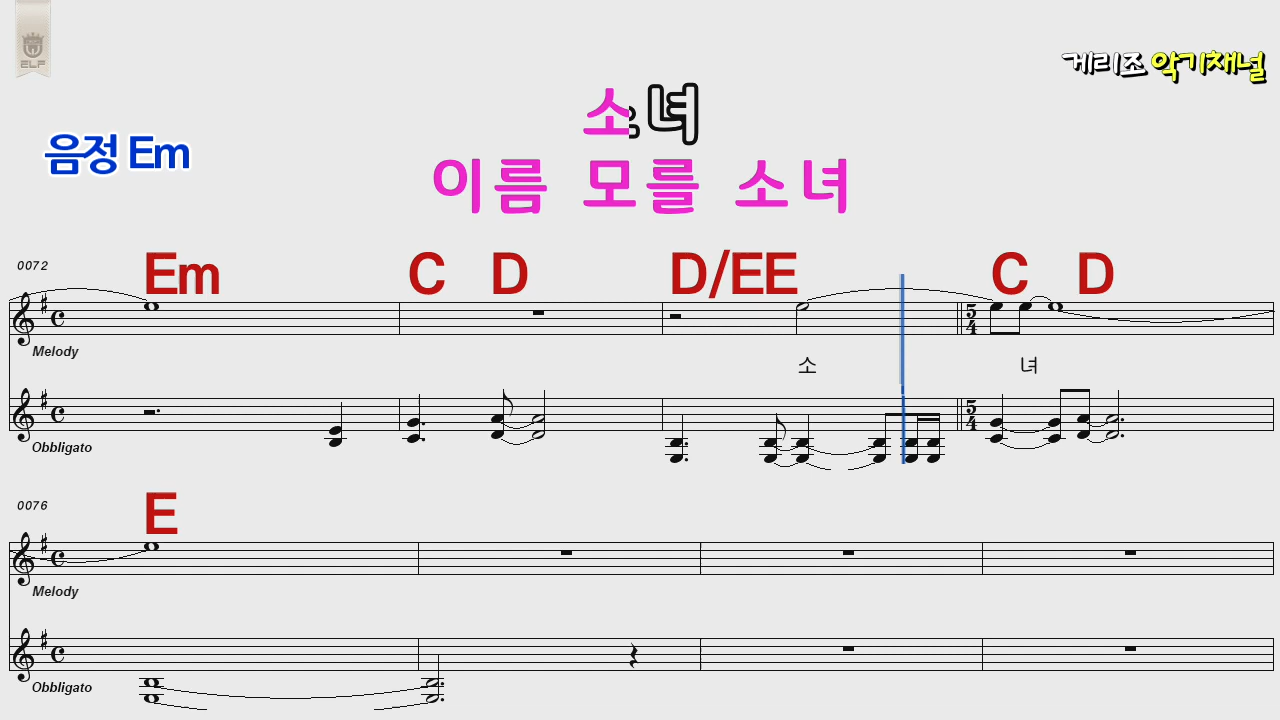 ELF
게리조 악기채널
소녀
음정 Em
이름 모를 소녀
0072 Em C D D/EE C D
Melody
소 녀
Obbligato
0076 E
Melody
Obbligato